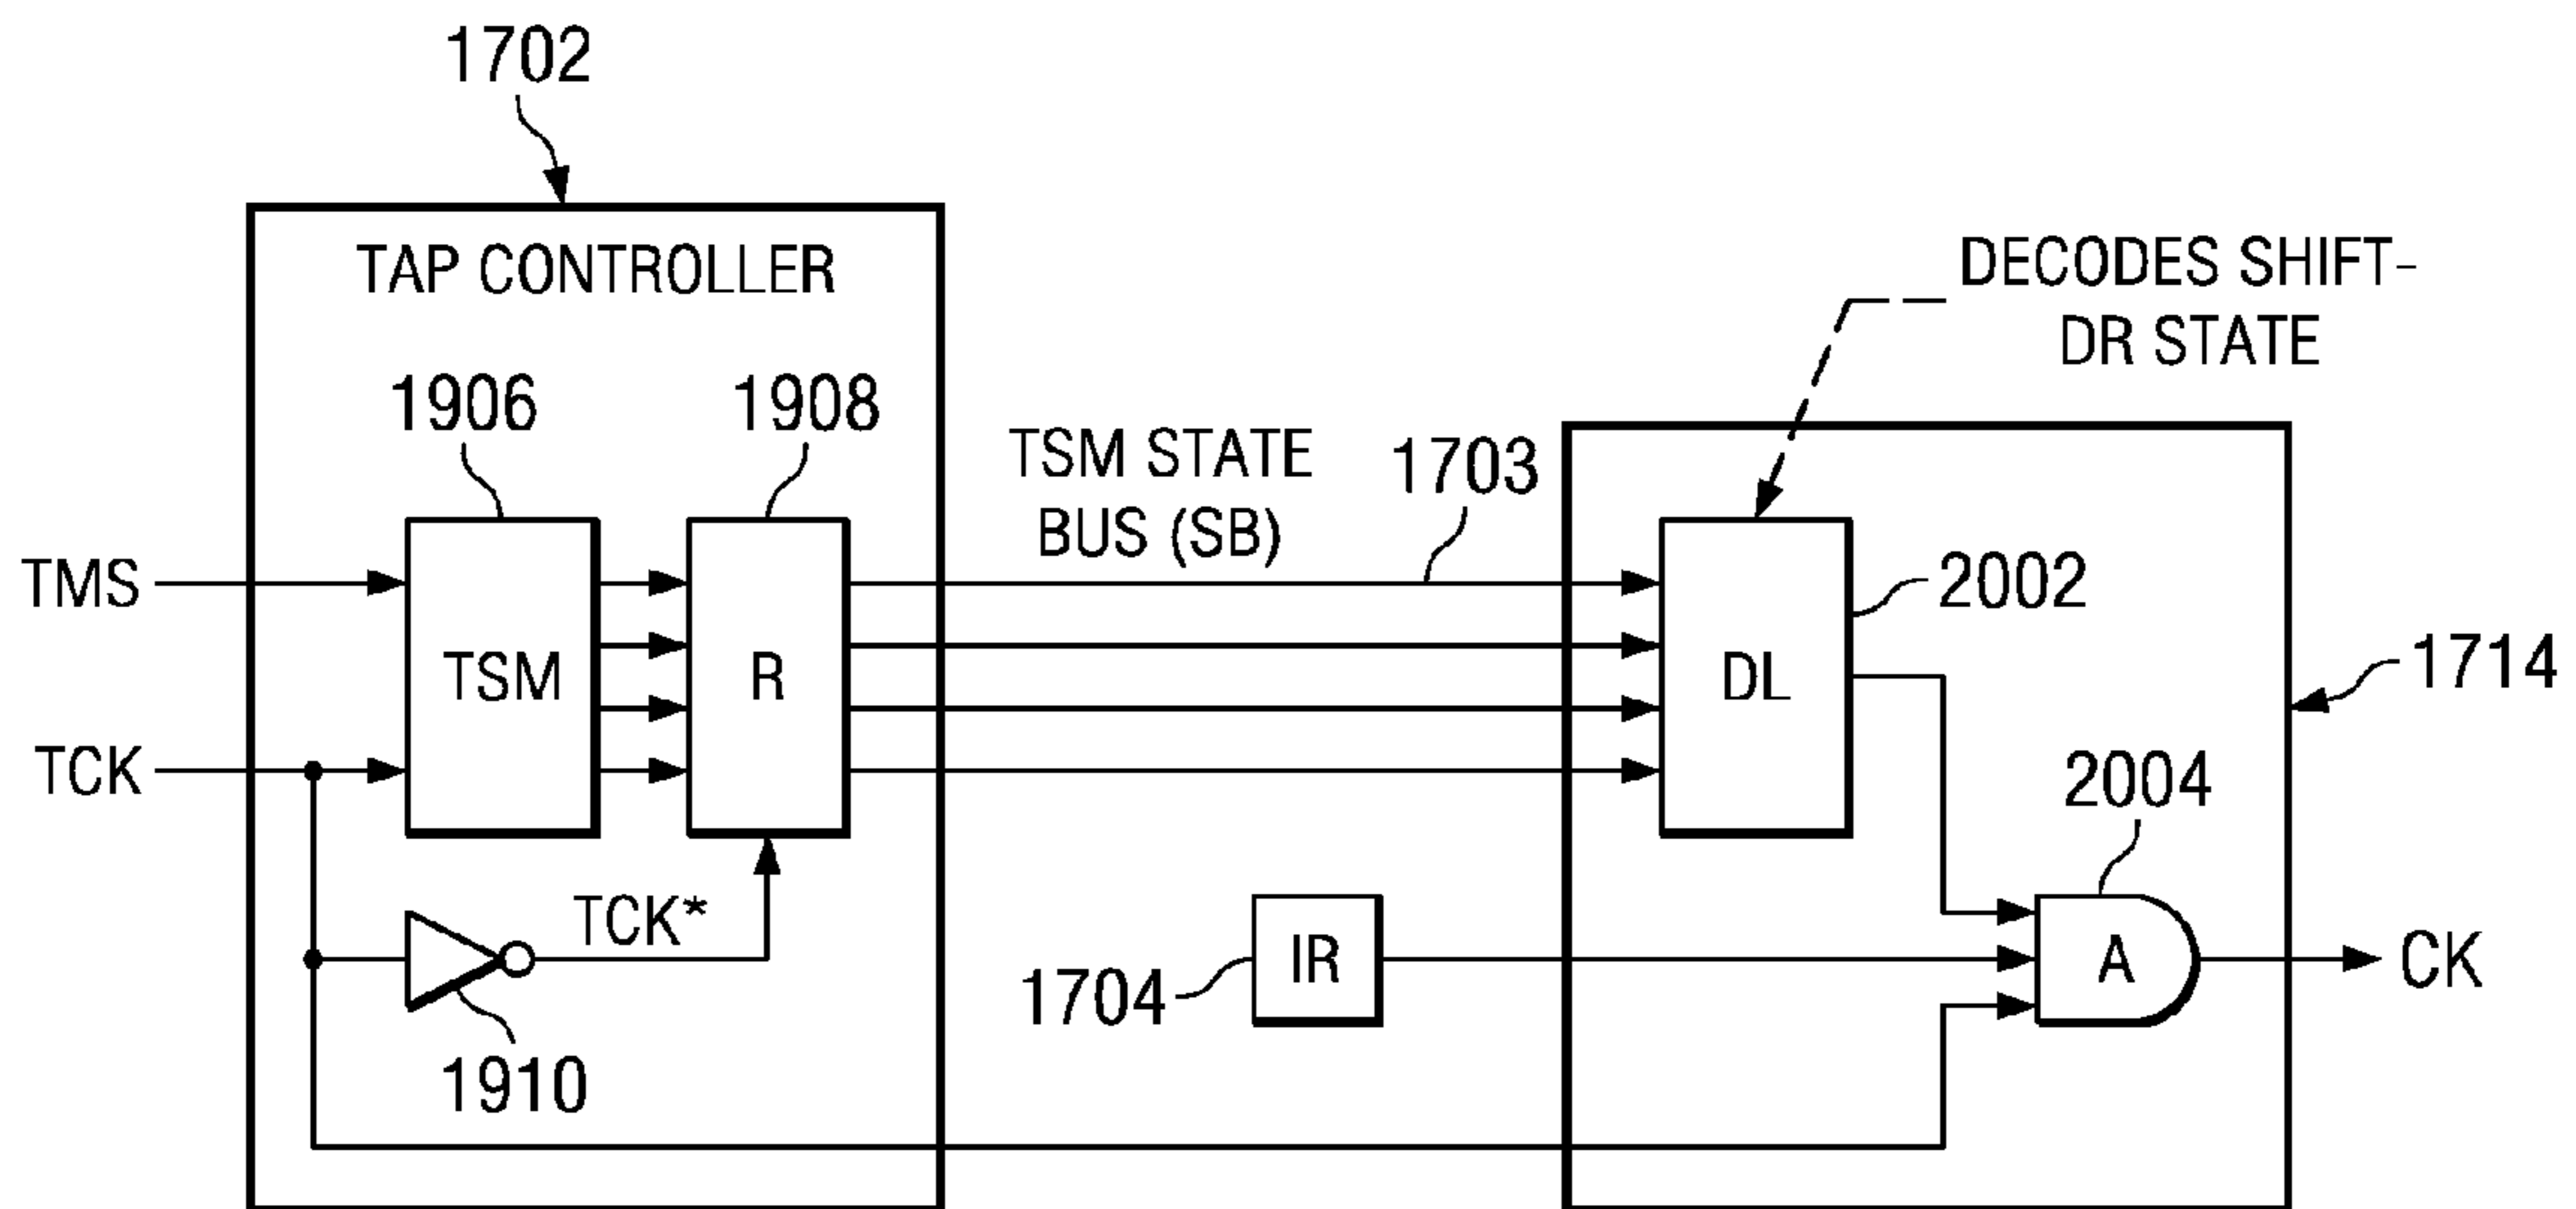 1702
TAP CONTROLLER
DECODES SHIFT-
DR STATE
1906
1908
TSM STATE
BUS (SB)
1703
TMS
TSM
R
DL
2002
1714
TCK
2004
TCK*
1910
1704
IR
A
CK